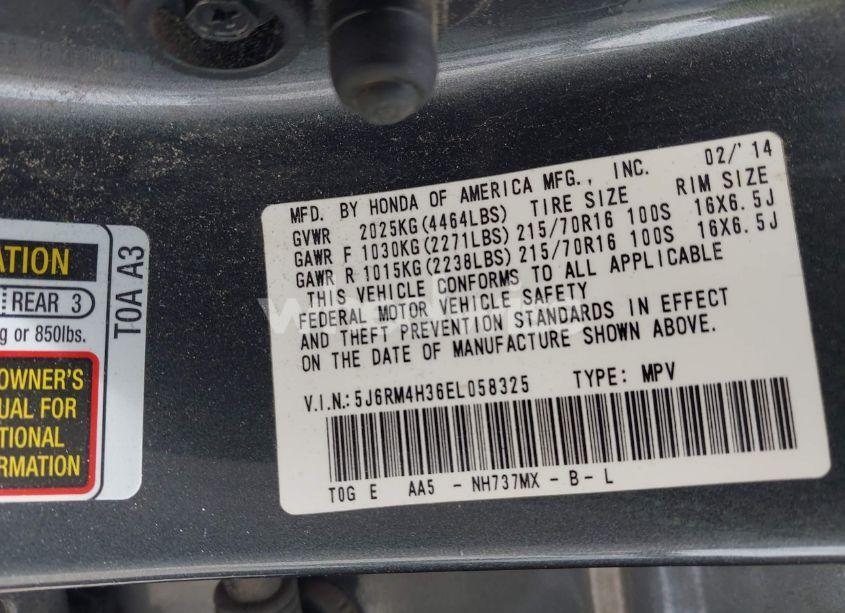 ATION
REAR 3
g or 850lbs.
OWNER'S
UAL FOR
TIONAL
ORMATION
T0A A3
MFD. BY HONDA OF AMERICA MFG., INC. 02/'14
GVWR 2025KG(4464LBS) TIRE SIZE RIM SIZE
GAWR F 1030KG(2271LBS) 215/70R16 100S 16X6.5J
GAWR R 1015KG(2238LBS) 215/70R16 100S 16X6.5J
THIS VEHICLE CONFORMS TO ALL APPLICABLE
FEDERAL MOTOR VEHICLE SAFETY
AND THEFT PREVENTION STANDARDS IN EFFECT
ON THE DATE OF MANUFACTURE SHOWN ABOVE.
V.I.N.:5J6RM4H36EL058325 TYPE: MPV
T0G E AA5 - NH737MX - B - L